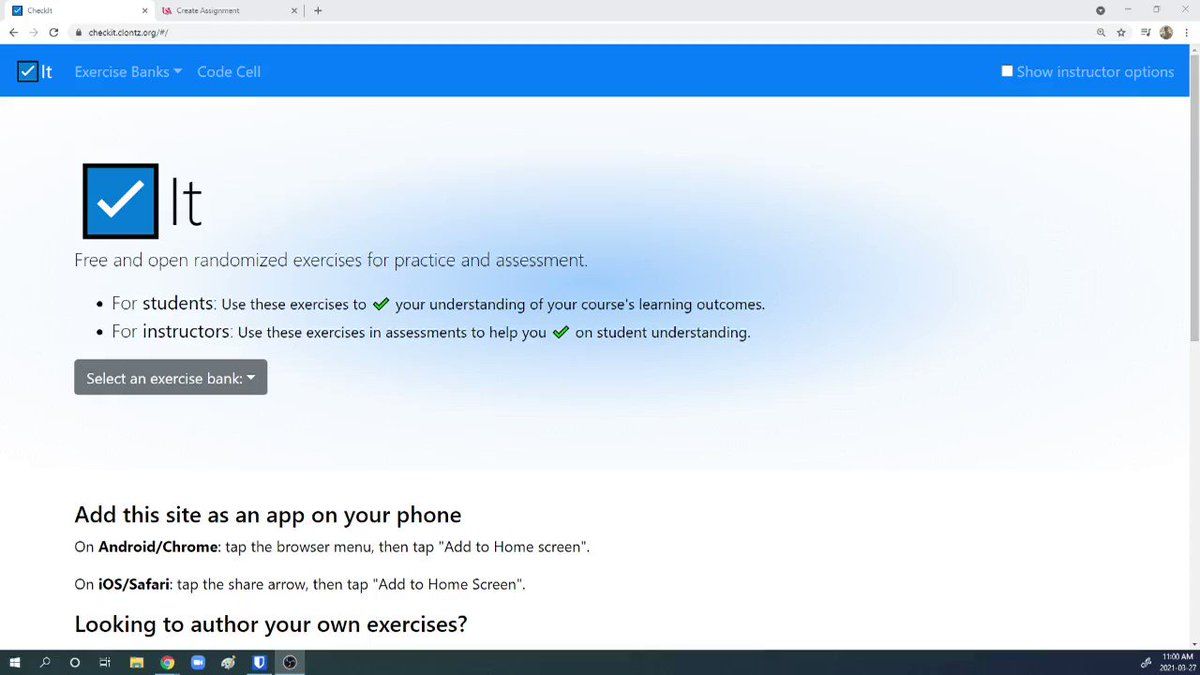 CheckIt
Create Assignment
checkit.clontz.org/#/
It Exercise Banks Code Cell Show instructor options
It
Free and open randomized exercises for practice and assessment.
For students: Use these exercises to ✔ your understanding of your course's learning outcomes.
For instructors: Use these exercises in assessments to help you ✔ on student understanding.
Select an exercise bank:
Add this site as an app on your phone
On Android/Chrome: tap the browser menu, then tap "Add to Home screen".
On iOS/Safari: tap the share arrow, then tap "Add to Home Screen".
Looking to author your own exercises?
11:00 AM
2021-03-27